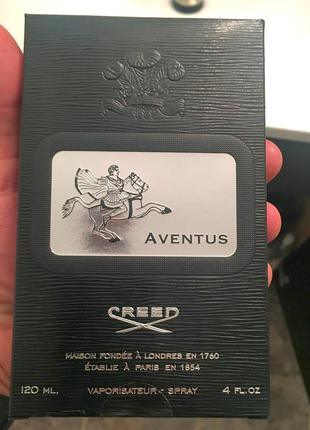 AVENTUS
CREED
MAISON FONDÉE À LONDRES EN 1760
ÉTABLIE À PARIS EN 1854
120 ML. VAPORISATEUR - SPRAY 4 FL.OZ